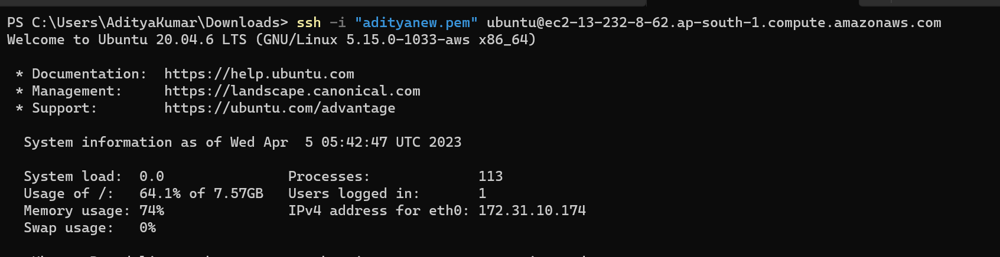 PS C:\Users\AdityaKumar\Downloads> ssh -i "adityanew.pem" ubuntu@ec2-13-232-8-62.ap-south-1.compute.amazonaws.com
Welcome to Ubuntu 20.04.6 LTS (GNU/Linux 5.15.0-1033-aws x86_64)
* Documentation:  https://help.ubuntu.com
* Management:     https://landscape.canonical.com
* Support:        https://ubuntu.com/advantage
System information as of Wed Apr  5 05:42:47 UTC 2023
System load:  0.0               Processes:             113
Usage of /:   64.1% of 7.57GB   Users logged in:       1
Memory usage: 74%               IPv4 address for eth0: 172.31.10.174
Swap usage:   0%